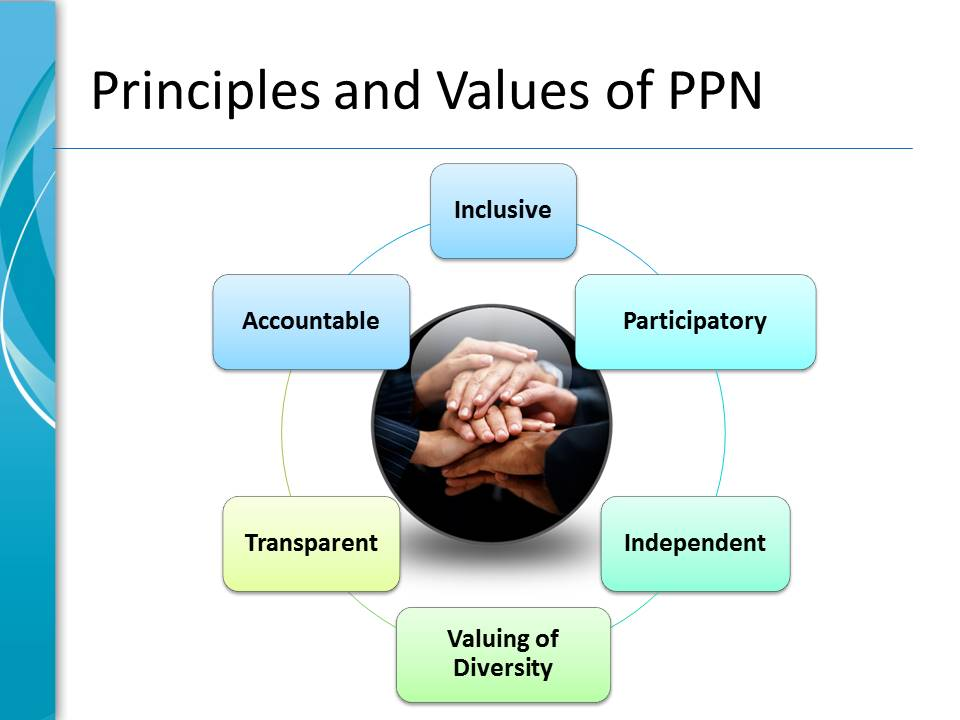 Principles and Values of PPN
Inclusive
Participatory
Independent
Valuing of
Diversity
Transparent
Accountable